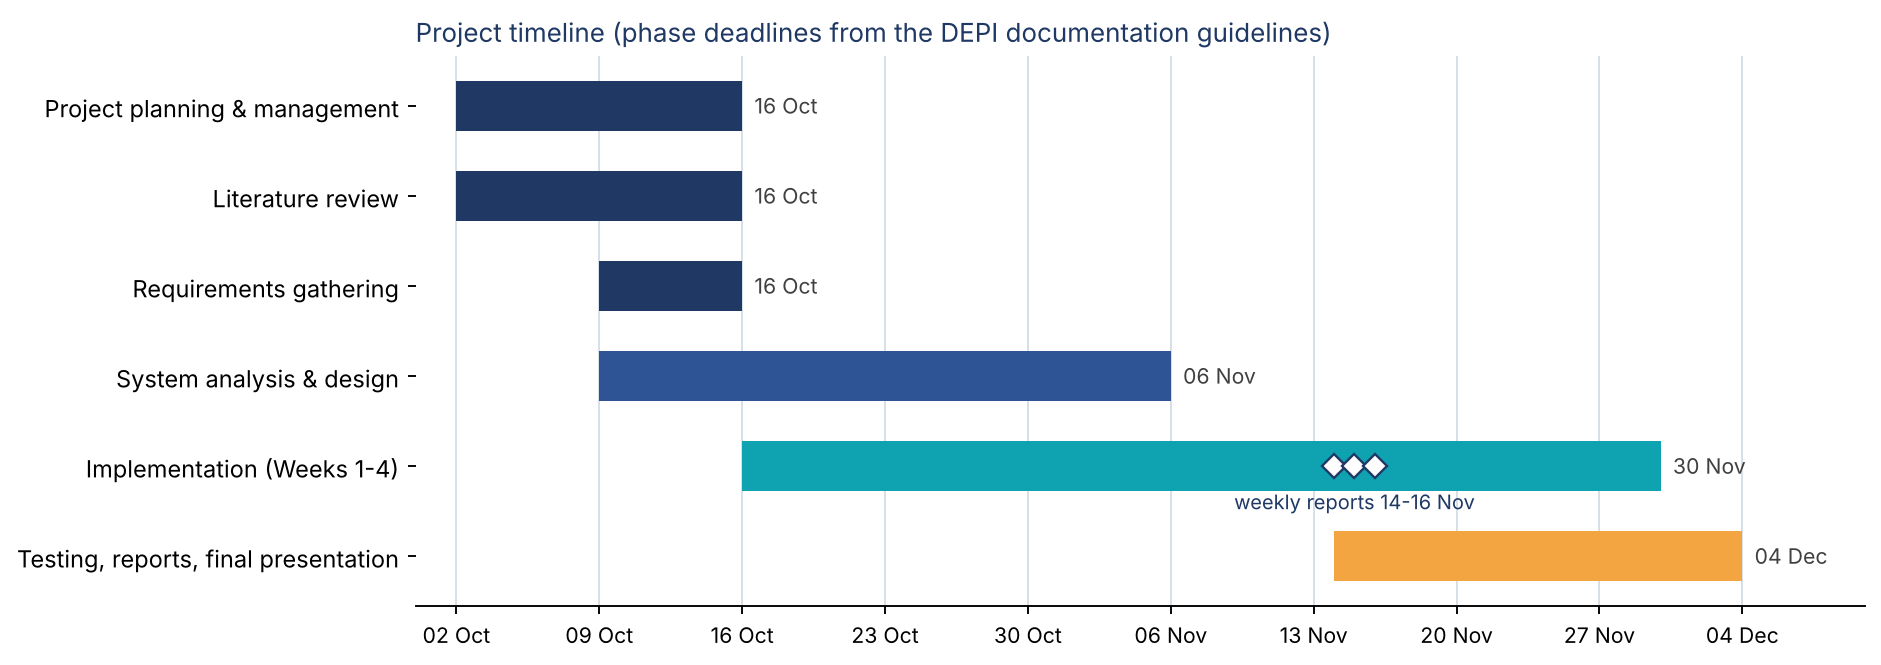 Project timeline (phase deadlines from the DEPI documentation guidelines)
Project planning & management
16 Oct
Literature review
16 Oct
Requirements gathering
16 Oct
System analysis & design
06 Nov
Implementation (Weeks 1-4)
30 Nov
weekly reports 14-16 Nov
Testing, reports, final presentation
04 Dec
02 Oct 09 Oct 16 Oct 23 Oct 30 Oct 06 Nov 13 Nov 20 Nov 27 Nov 04 Dec